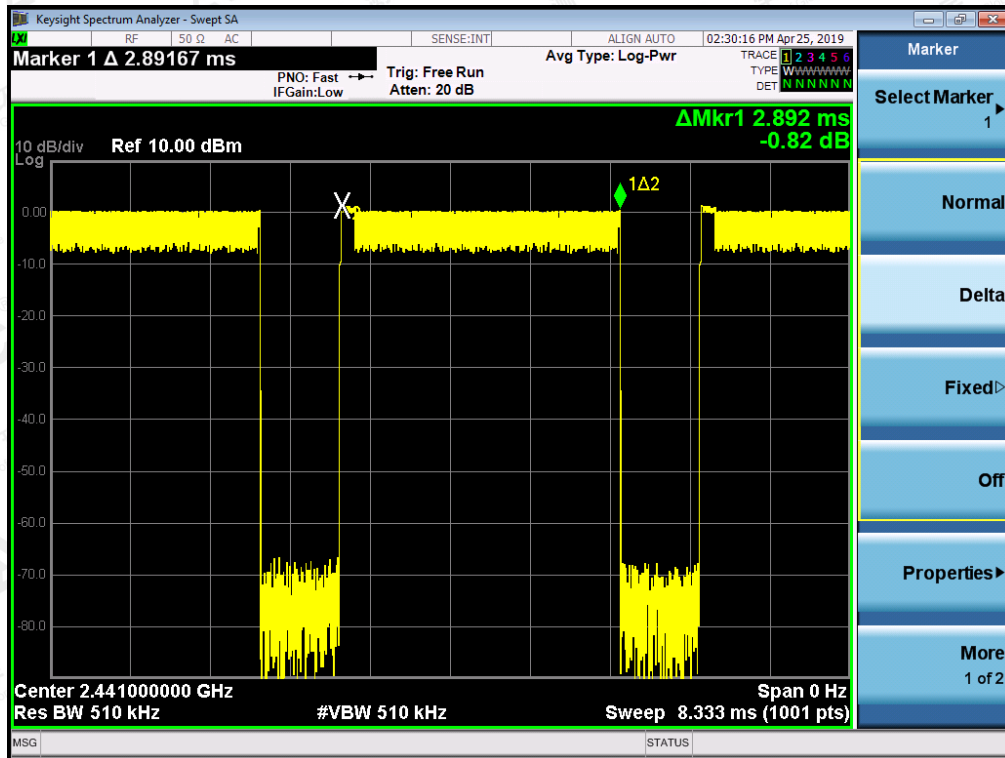 Keysight Spectrum Analyzer - Swept SA
LXI RF 50 Ω AC SENSE:INT ALIGN AUTO 02:30:16 PM Apr 25, 2019
Marker 1 Δ 2.89167 ms
PNO: Fast
IFGain:Low
Trig: Free Run
Atten: 20 dB
Avg Type: Log-Pwr
TRACE 1 2 3 4 5 6
TYPE WWWWWW
DET N N N N N N
ΔMkr1 2.892 ms
-0.82 dB
10 dB/div Ref 10.00 dBm
Log
1Δ2
0.00
-10.0
-20.0
-30.0
-40.0
-50.0
-60.0
-70.0
-80.0
Center 2.441000000 GHz Span 0 Hz
Res BW 510 kHz #VBW 510 kHz Sweep 8.333 ms (1001 pts)
MSG STATUS
Marker
Select Marker
1
Normal
Delta
Fixed
Off
Properties
More
1 of 2